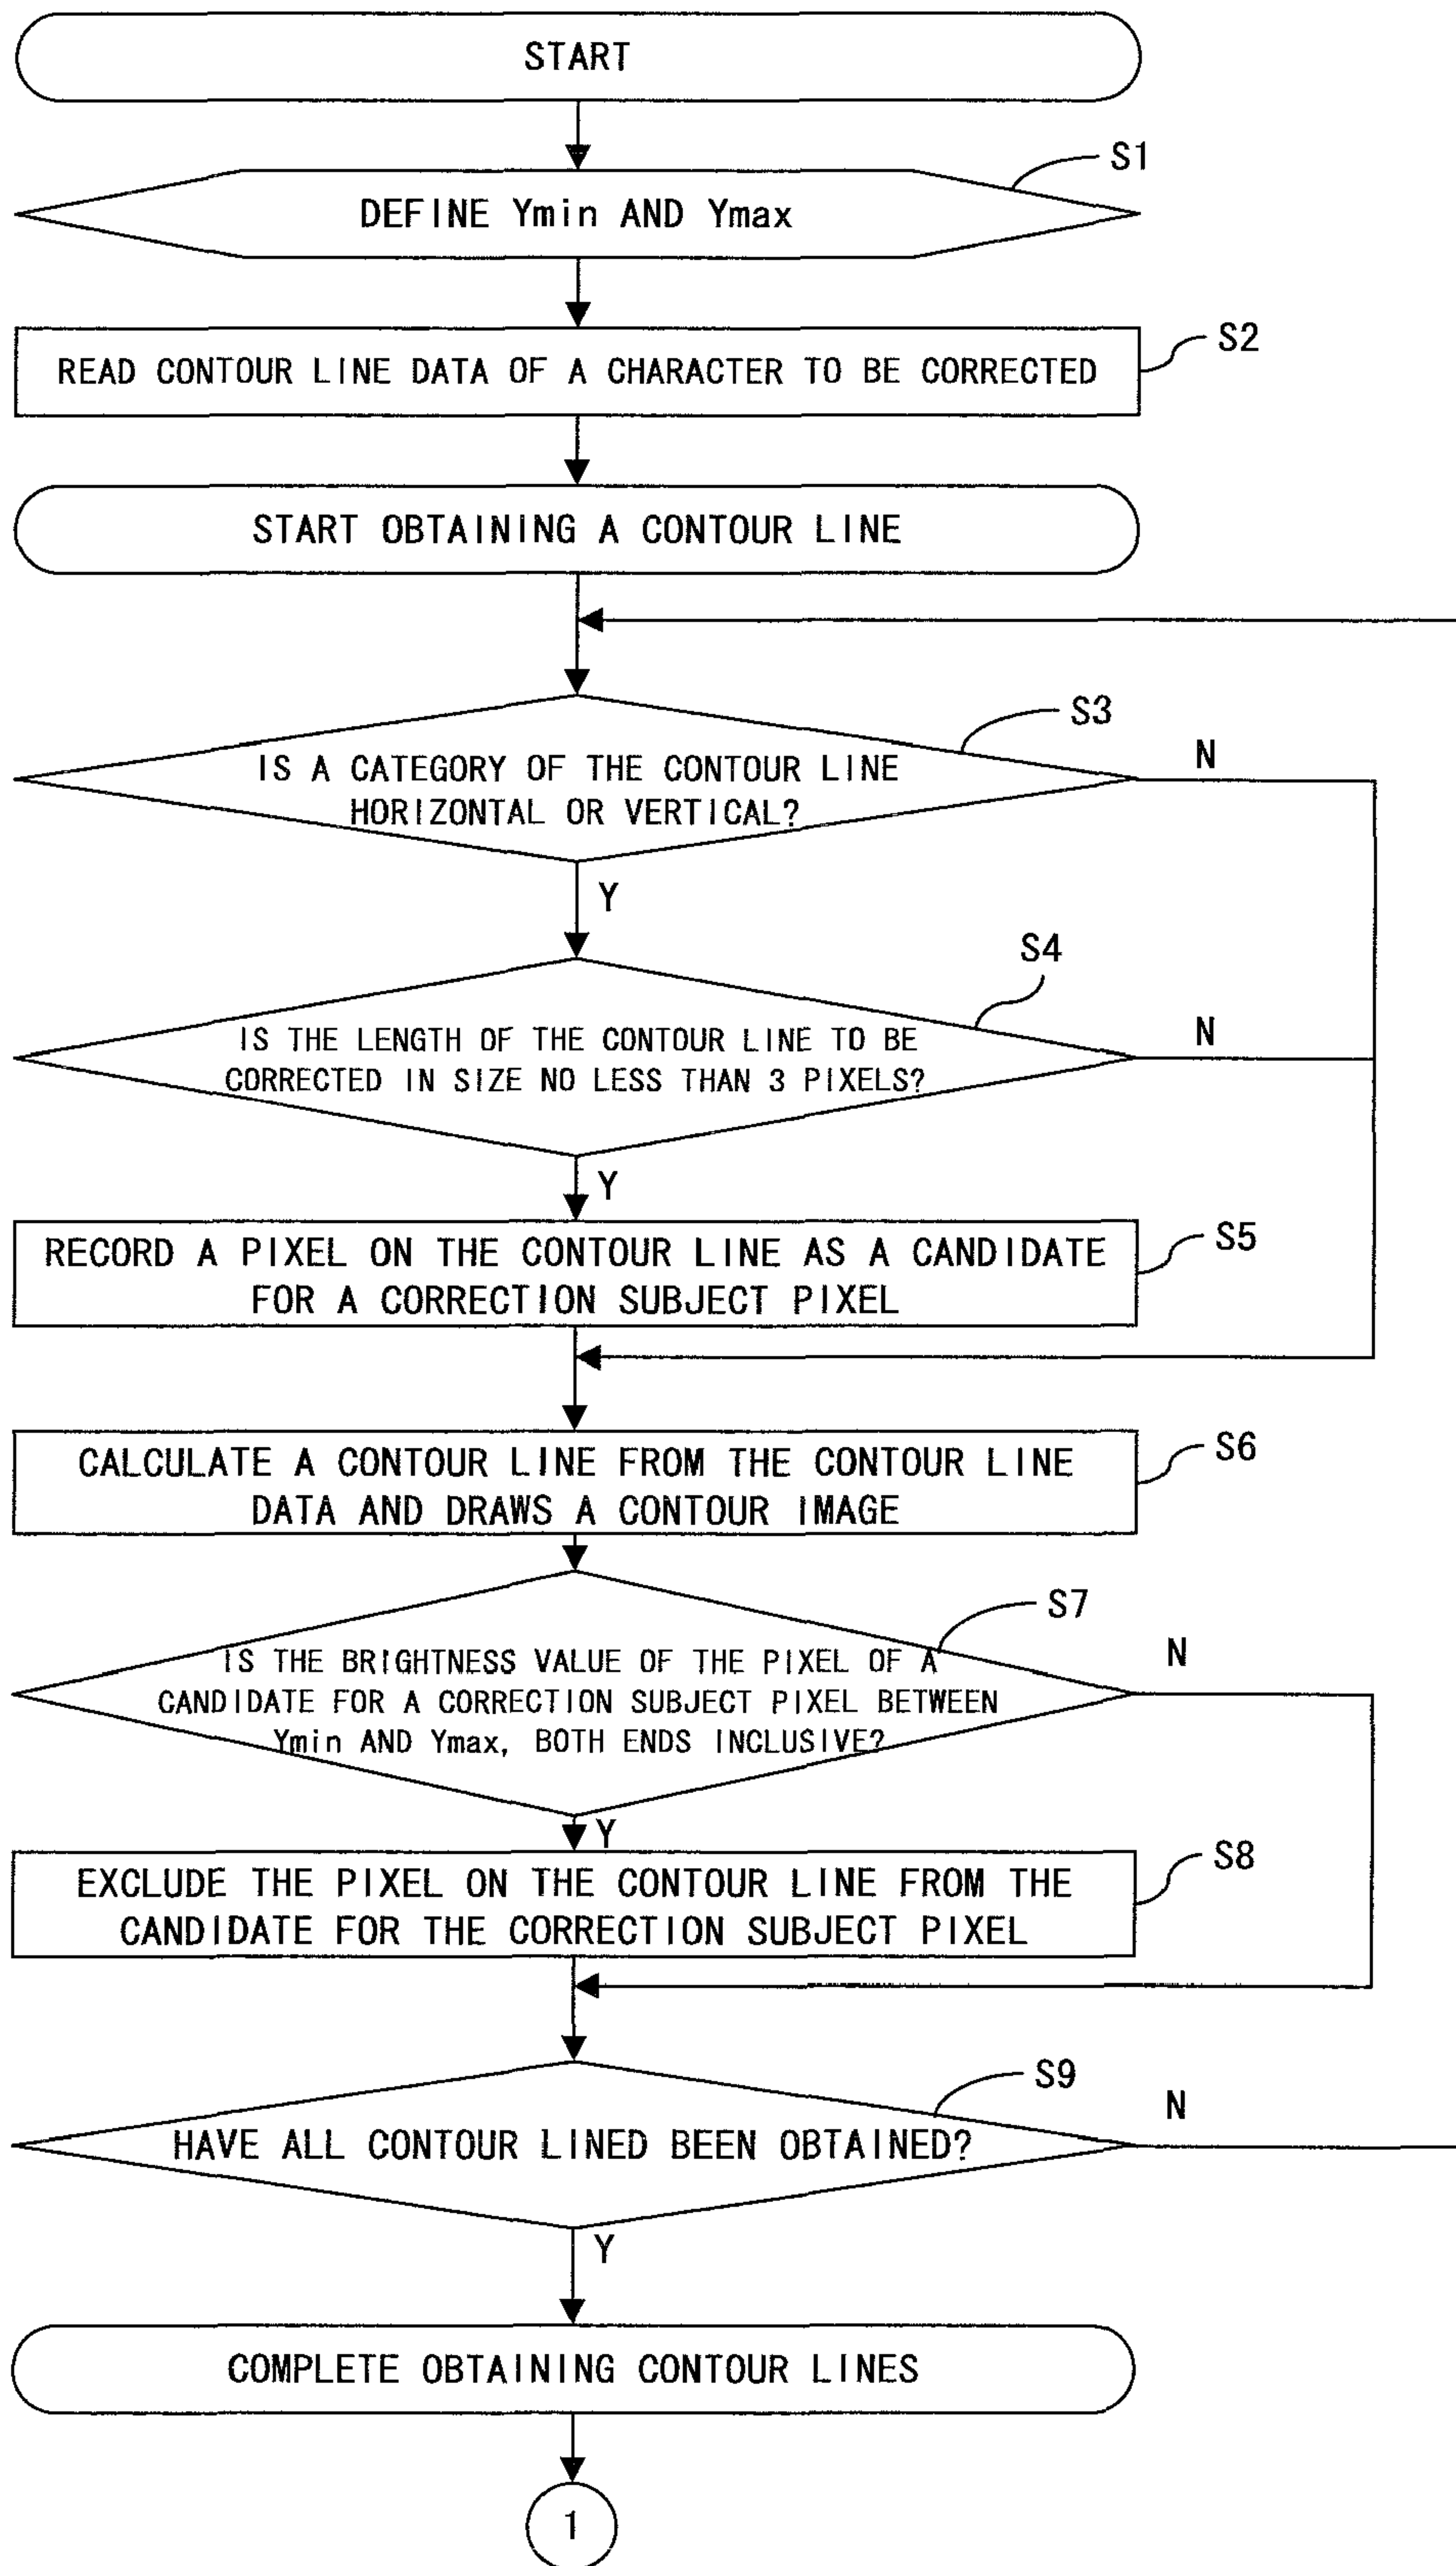 START
S1
DEFINE Ymin AND Ymax
S2
READ CONTOUR LINE DATA OF A CHARACTER TO BE CORRECTED
START OBTAINING A CONTOUR LINE
S3
N
IS A CATEGORY OF THE CONTOUR LINE
HORIZONTAL OR VERTICAL?
Y
S4
N
IS THE LENGTH OF THE CONTOUR LINE TO BE
CORRECTED IN SIZE NO LESS THAN 3 PIXELS?
Y
S5
RECORD A PIXEL ON THE CONTOUR LINE AS A CANDIDATE
FOR A CORRECTION SUBJECT PIXEL
S6
CALCULATE A CONTOUR LINE FROM THE CONTOUR LINE
DATA AND DRAWS A CONTOUR IMAGE
S7
N
IS THE BRIGHTNESS VALUE OF THE PIXEL OF A
CANDIDATE FOR A CORRECTION SUBJECT PIXEL BETWEEN
Ymin AND Ymax, BOTH ENDS INCLUSIVE?
Y
S8
EXCLUDE THE PIXEL ON THE CONTOUR LINE FROM THE
CANDIDATE FOR THE CORRECTION SUBJECT PIXEL
S9
N
HAVE ALL CONTOUR LINED BEEN OBTAINED?
Y
COMPLETE OBTAINING CONTOUR LINES
1